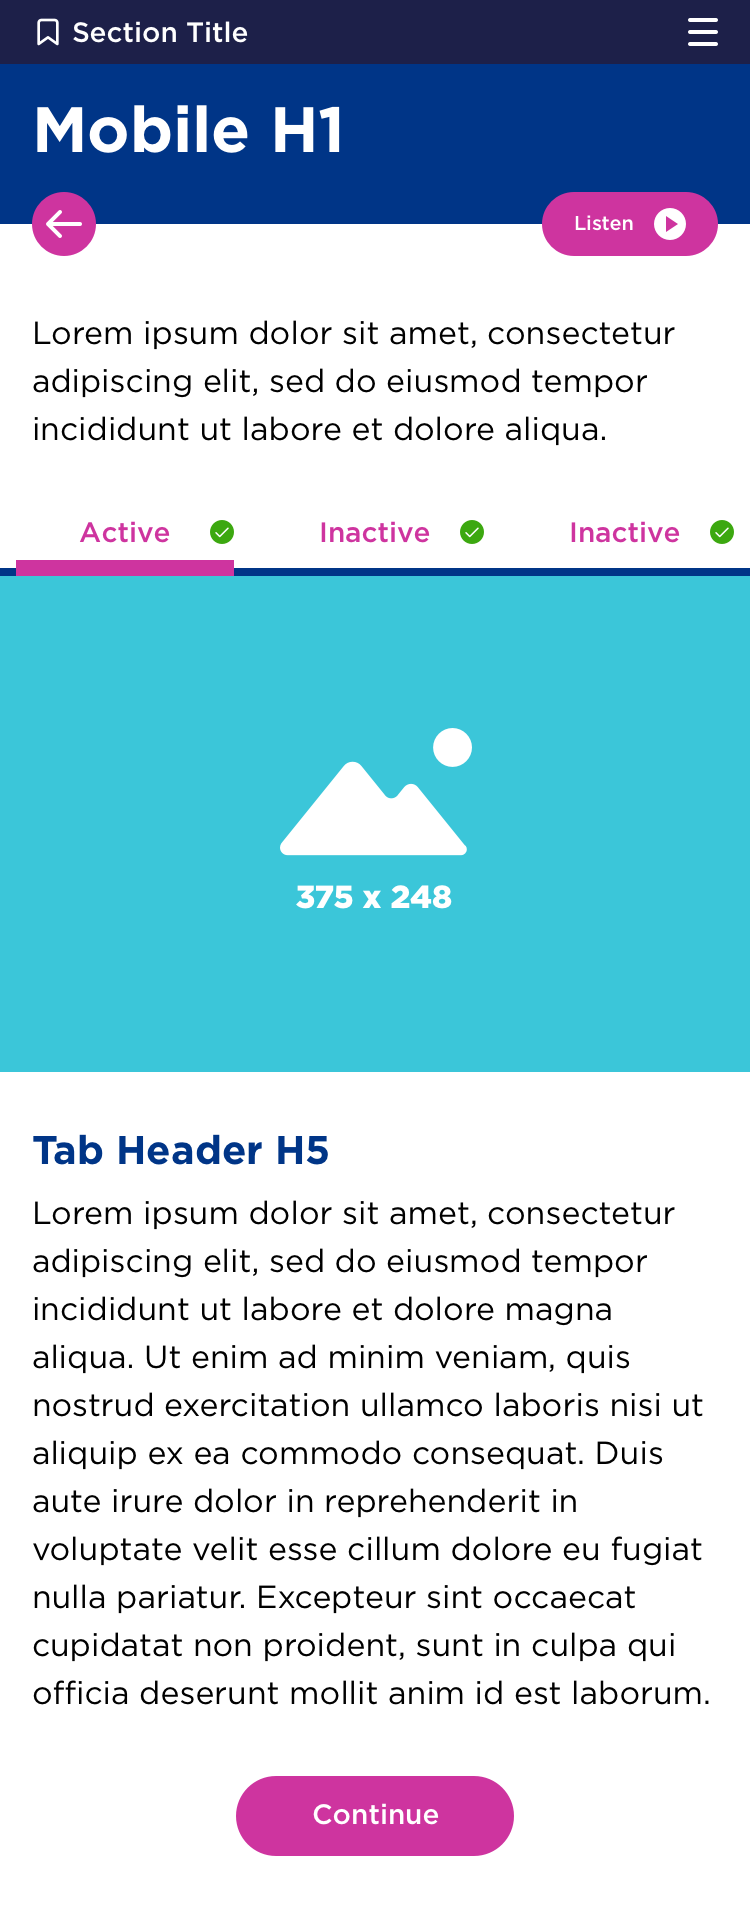 Section Title
Mobile H1
Listen
Lorem ipsum dolor sit amet, consectetur
adipiscing elit, sed do eiusmod tempor
incididunt ut labore et dolore aliqua.
Active Inactive Inactive
375 x 248
Tab Header H5
Lorem ipsum dolor sit amet, consectetur
adipiscing elit, sed do eiusmod tempor
incididunt ut labore et dolore magna
aliqua. Ut enim ad minim veniam, quis
nostrud exercitation ullamco laboris nisi ut
aliquip ex ea commodo consequat. Duis
aute irure dolor in reprehenderit in
voluptate velit esse cillum dolore eu fugiat
nulla pariatur. Excepteur sint occaecat
cupidatat non proident, sunt in culpa qui
officia deserunt mollit anim id est laborum.
Continue